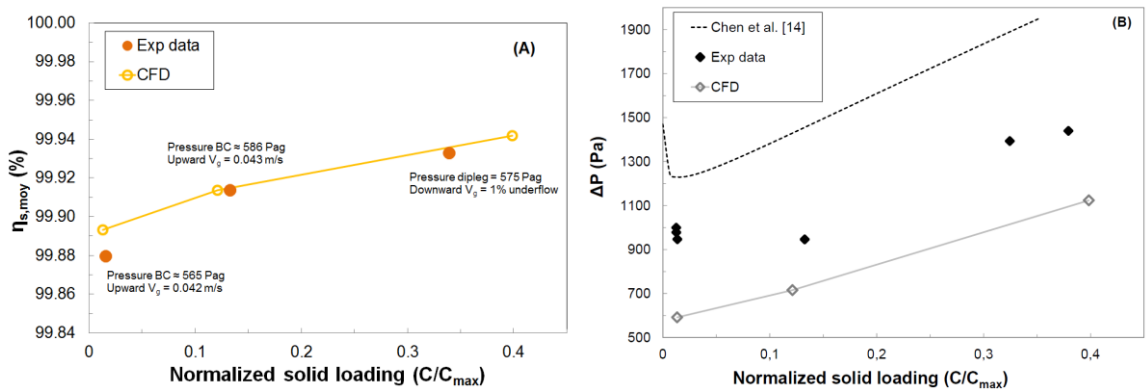 100.00
99.98
99.96
99.94
99.92
99.90
99.88
99.86
99.84
ηs,moy (%)
Exp data
CFD
(A)
Pressure BC ≈ 586 Pag
Upward Vg = 0.043 m/s
Pressure dipleg = 575 Pag
Downward Vg = 1% underflow
Pressure BC ≈ 565 Pag
Upward Vg = 0.042 m/s
0 0.1 0.2 0.3 0.4
Normalized solid loading (C/Cmax)
1900
1700
1500
1300
1100
900
700
500
ΔP (Pa)
Chen et al. [14]
Exp data
CFD
(B)
0 0,1 0,2 0,3 0,4
Normalized solid loading (C/Cmax)